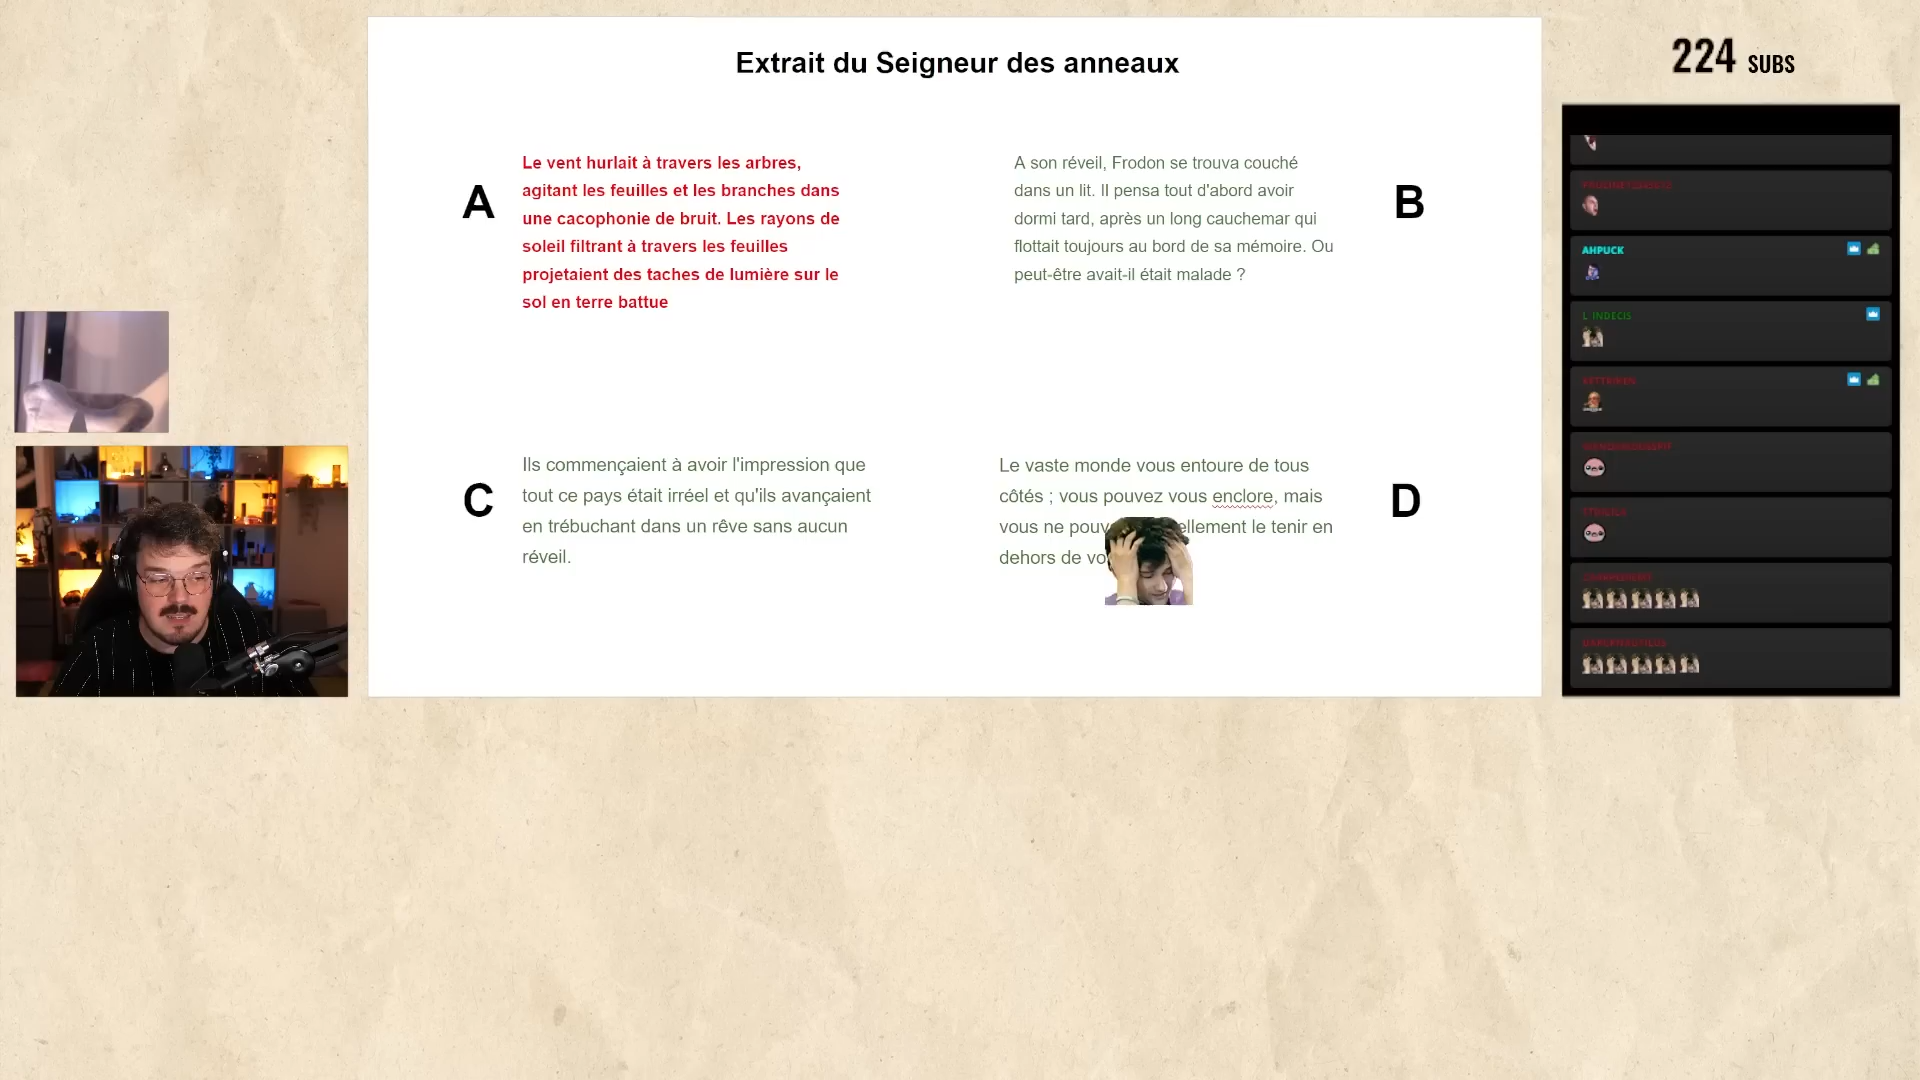 Extrait du Seigneur des anneaux
224 SUBS
A
Le vent hurlait à travers les arbres,
agitant les feuilles et les branches dans
une cacophonie de bruit. Les rayons de
soleil filtrant à travers les feuilles
projetaient des taches de lumière sur le
sol en terre battue
A son réveil, Frodon se trouva couché
dans un lit. Il pensa tout d'abord avoir
dormi tard, après un long cauchemar qui
flottait toujours au bord de sa mémoire. Ou
peut-être avait-il était malade ?
B
C
Ils commençaient à avoir l'impression que
tout ce pays était irréel et qu'ils avançaient
en trébuchant dans un rêve sans aucun
réveil.
Le vaste monde vous entoure de tous
côtés ; vous pouvez vous enclore, mais
vous ne le tenir en
dehors de
D
AHPUCK
L INDECIS